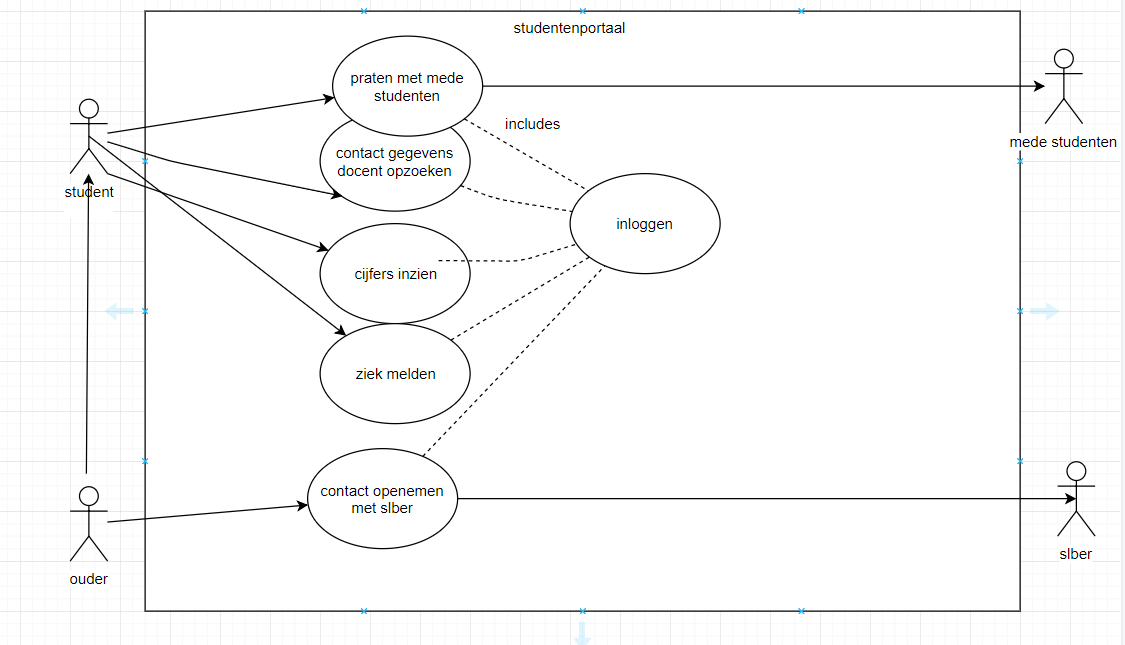 studentenportaal
praten met mede
studenten
includes
mede studenten
contact gegevens
docent opzoeken
student
inloggen
cijfers inzien
ziek melden
contact openemen
met slber
slber
ouder